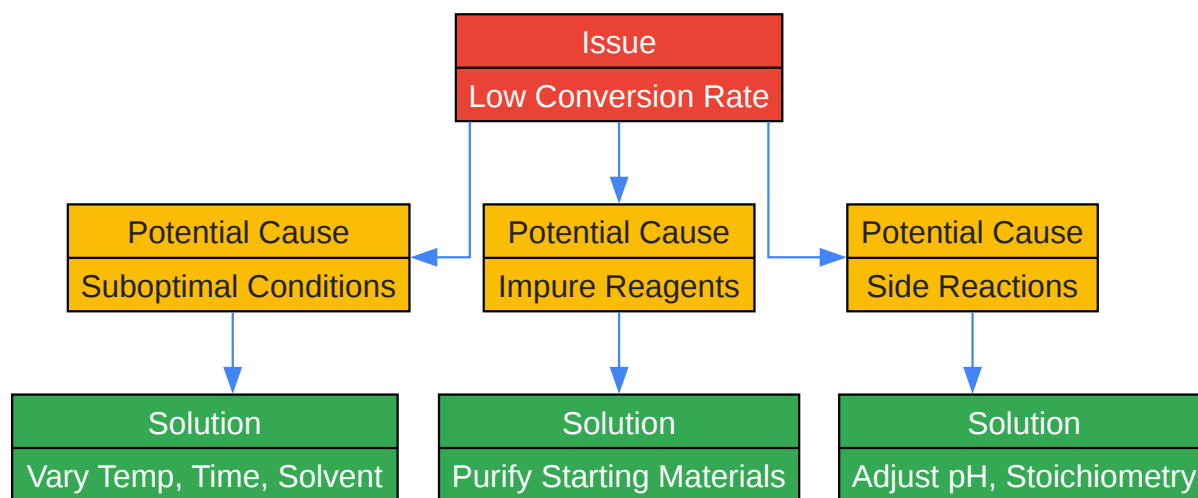 Issue
Low Conversion Rate
Potential Cause
Suboptimal Conditions
Potential Cause
Impure Reagents
Potential Cause
Side Reactions
Solution
Vary Temp, Time, Solvent
Solution
Purify Starting Materials
Solution
Adjust pH, Stoichiometry